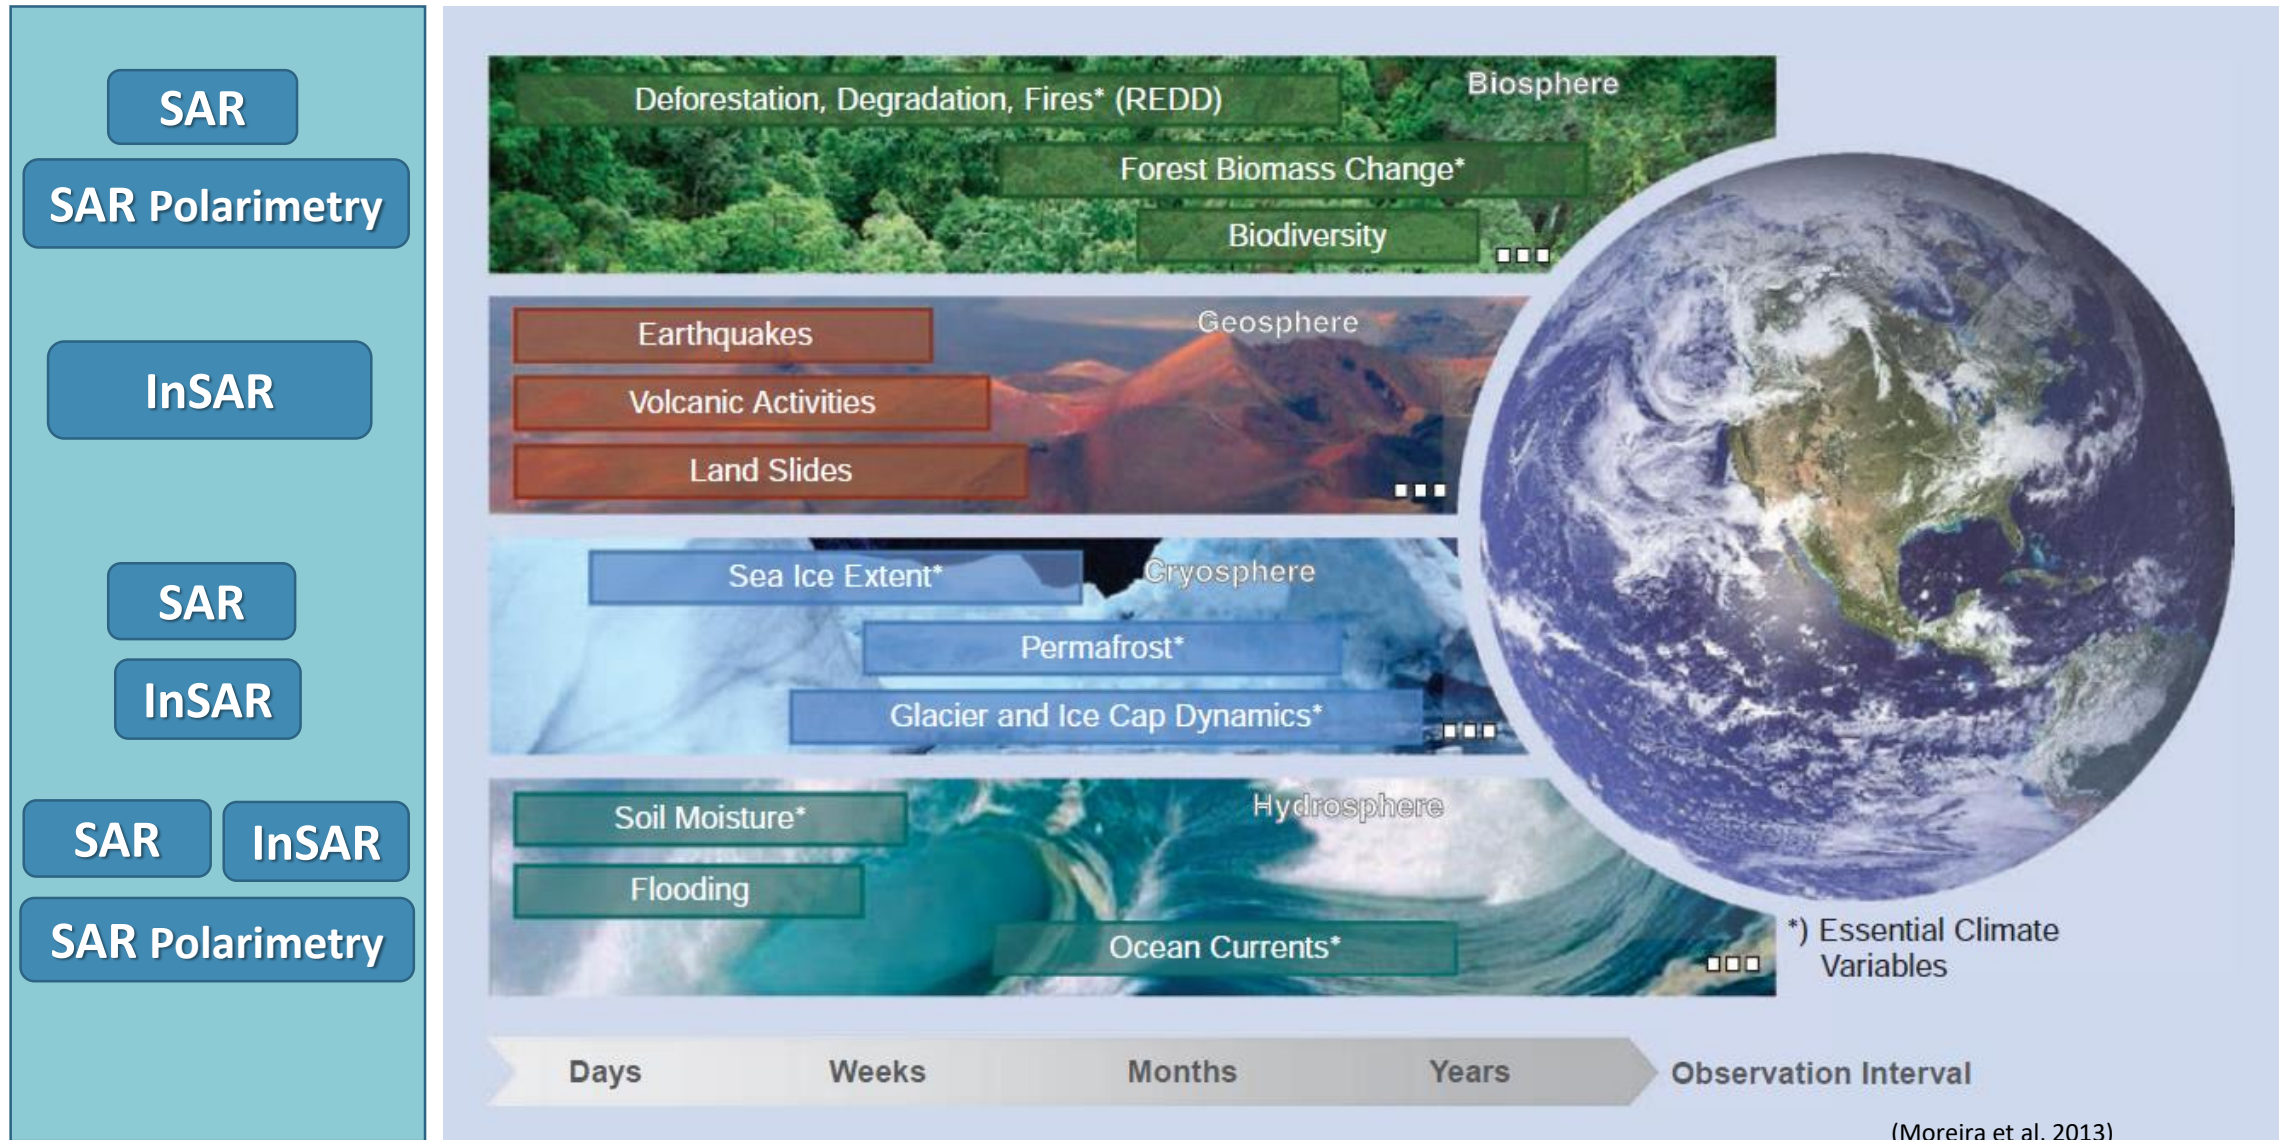 SAR
SAR Polarimetry
InSAR
SAR
InSAR
SAR
InSAR
SAR Polarimetry
Biosphere
Deforestation, Degradation, Fires* (REDD)
Forest Biomass Change*
Biodiversity
Geosphere
Earthquakes
Volcanic Activities
Land Slides
Cryosphere
Sea Ice Extent*
Permafrost*
Glacier and Ice Cap Dynamics*
Hydrosphere
Soil Moisture*
Flooding
Ocean Currents*
*) Essential Climate
Variables
Days
Weeks
Months
Years
Observation Interval
(Moreira et al. 2013)